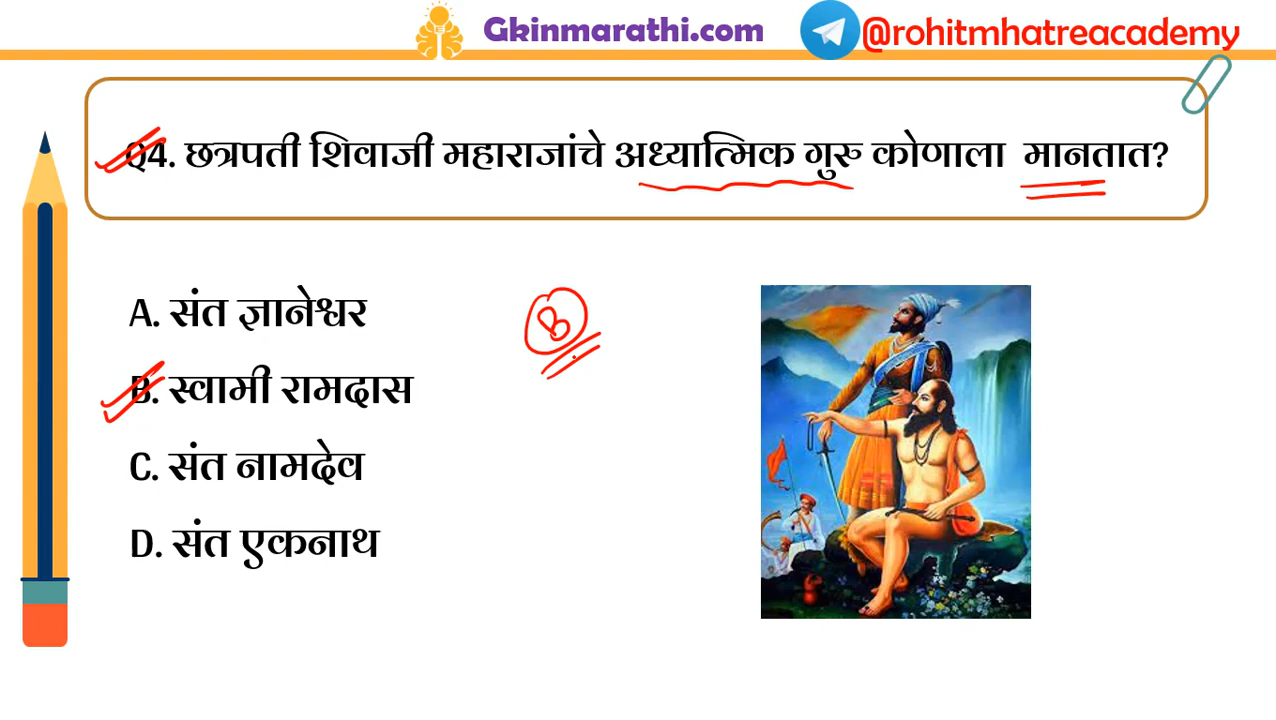 Gkinmarathi.com
@rohitmhatreacademy
Q4. छत्रपती शिवाजी महाराजांचे अध्यात्मिक गुरु कोणाला मानतात?
A. संत ज्ञानेश्वर
B
B. स्वामी रामदास
C. संत नामदेव
D. संत एकनाथ